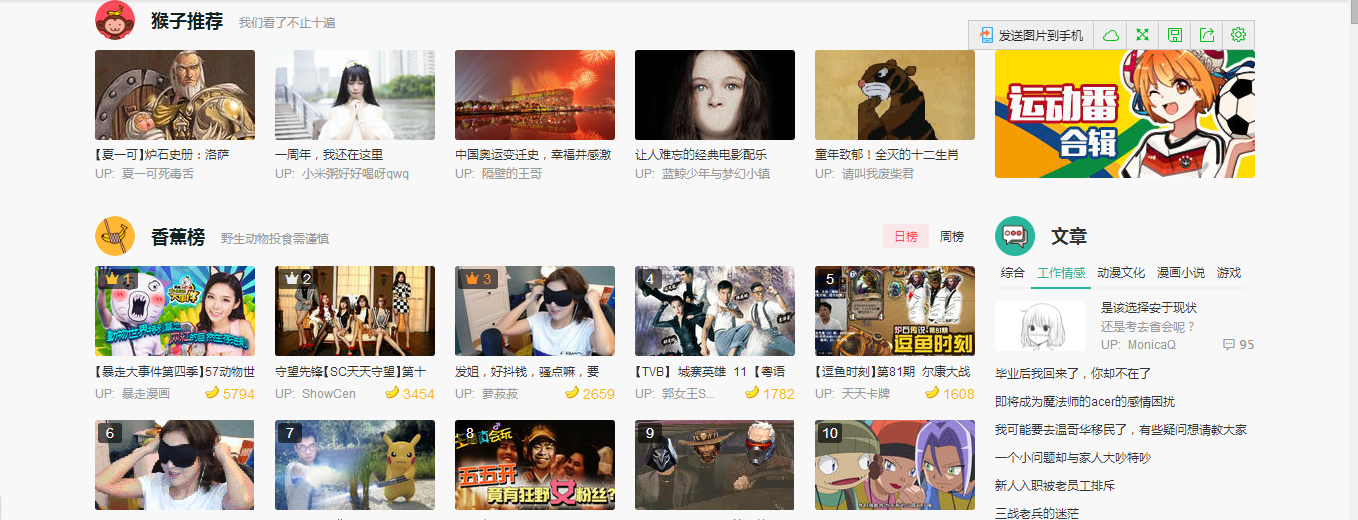 猴子推荐 我们看了不止十遍
发送图片到手机
运动番
合辑
【夏一可】炉石史册：洛萨
UP: 夏一可死毒舌
一周年，我还在这里
UP: 小米粥好好喝呀qwq
中国奥运变迁史，幸福并感激
UP: 隔壁的王哥
让人难忘的经典电影配乐
UP: 蓝鲸少年与梦幻小镇
童年致郁！全灭的十二生肖
UP: 请叫我废柴君
香蕉榜 野生动物投食需谨慎
日榜 周榜
1
【暴走大事件第四季】57动物世
UP: 暴走漫画 5794
2
守望先锋【SC天天守望】第十
UP: ShowCen 3454
3
发姐，好抖钱，骚点嘛，要
UP: 萝菽菽 2659
4
【TVB】 城寨英雄 11 【粤语
UP: 郭女王S... 1782
5
炉石传说 第81期
逗鱼时刻
【逗鱼时刻】第81期 尔康大战
UP: 天天卡牌 1608
6
7
8
五五开
竟有狂野女粉丝?
9
10
文章
综合 工作情感 动漫文化 漫画小说 游戏
是该选择安于现状
还是考去省会呢？
UP: MonicaQ 95
毕业后我回来了，你却不在了
即将成为魔法师的acer的感情困扰
我可能要去温哥华移民了，有些疑问想请教大家
一个小问题却与家人大吵特吵
新人入职被老员工排斥
三战老兵的迷茫